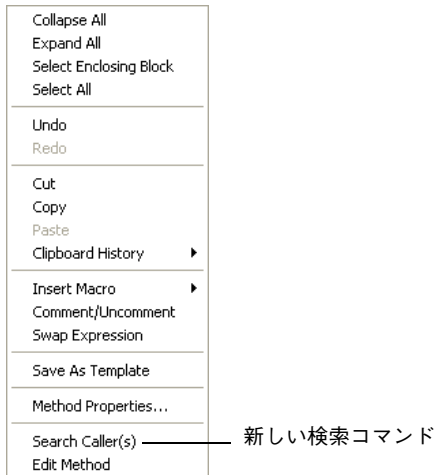 Collapse All
Expand All
Select Enclosing Block
Select All
Undo
Redo
Cut
Copy
Paste
Clipboard History
Insert Macro
Comment/Uncomment
Swap Expression
Save As Template
Method Properties...
Search Caller(s) 新しい検索コマンド
Edit Method